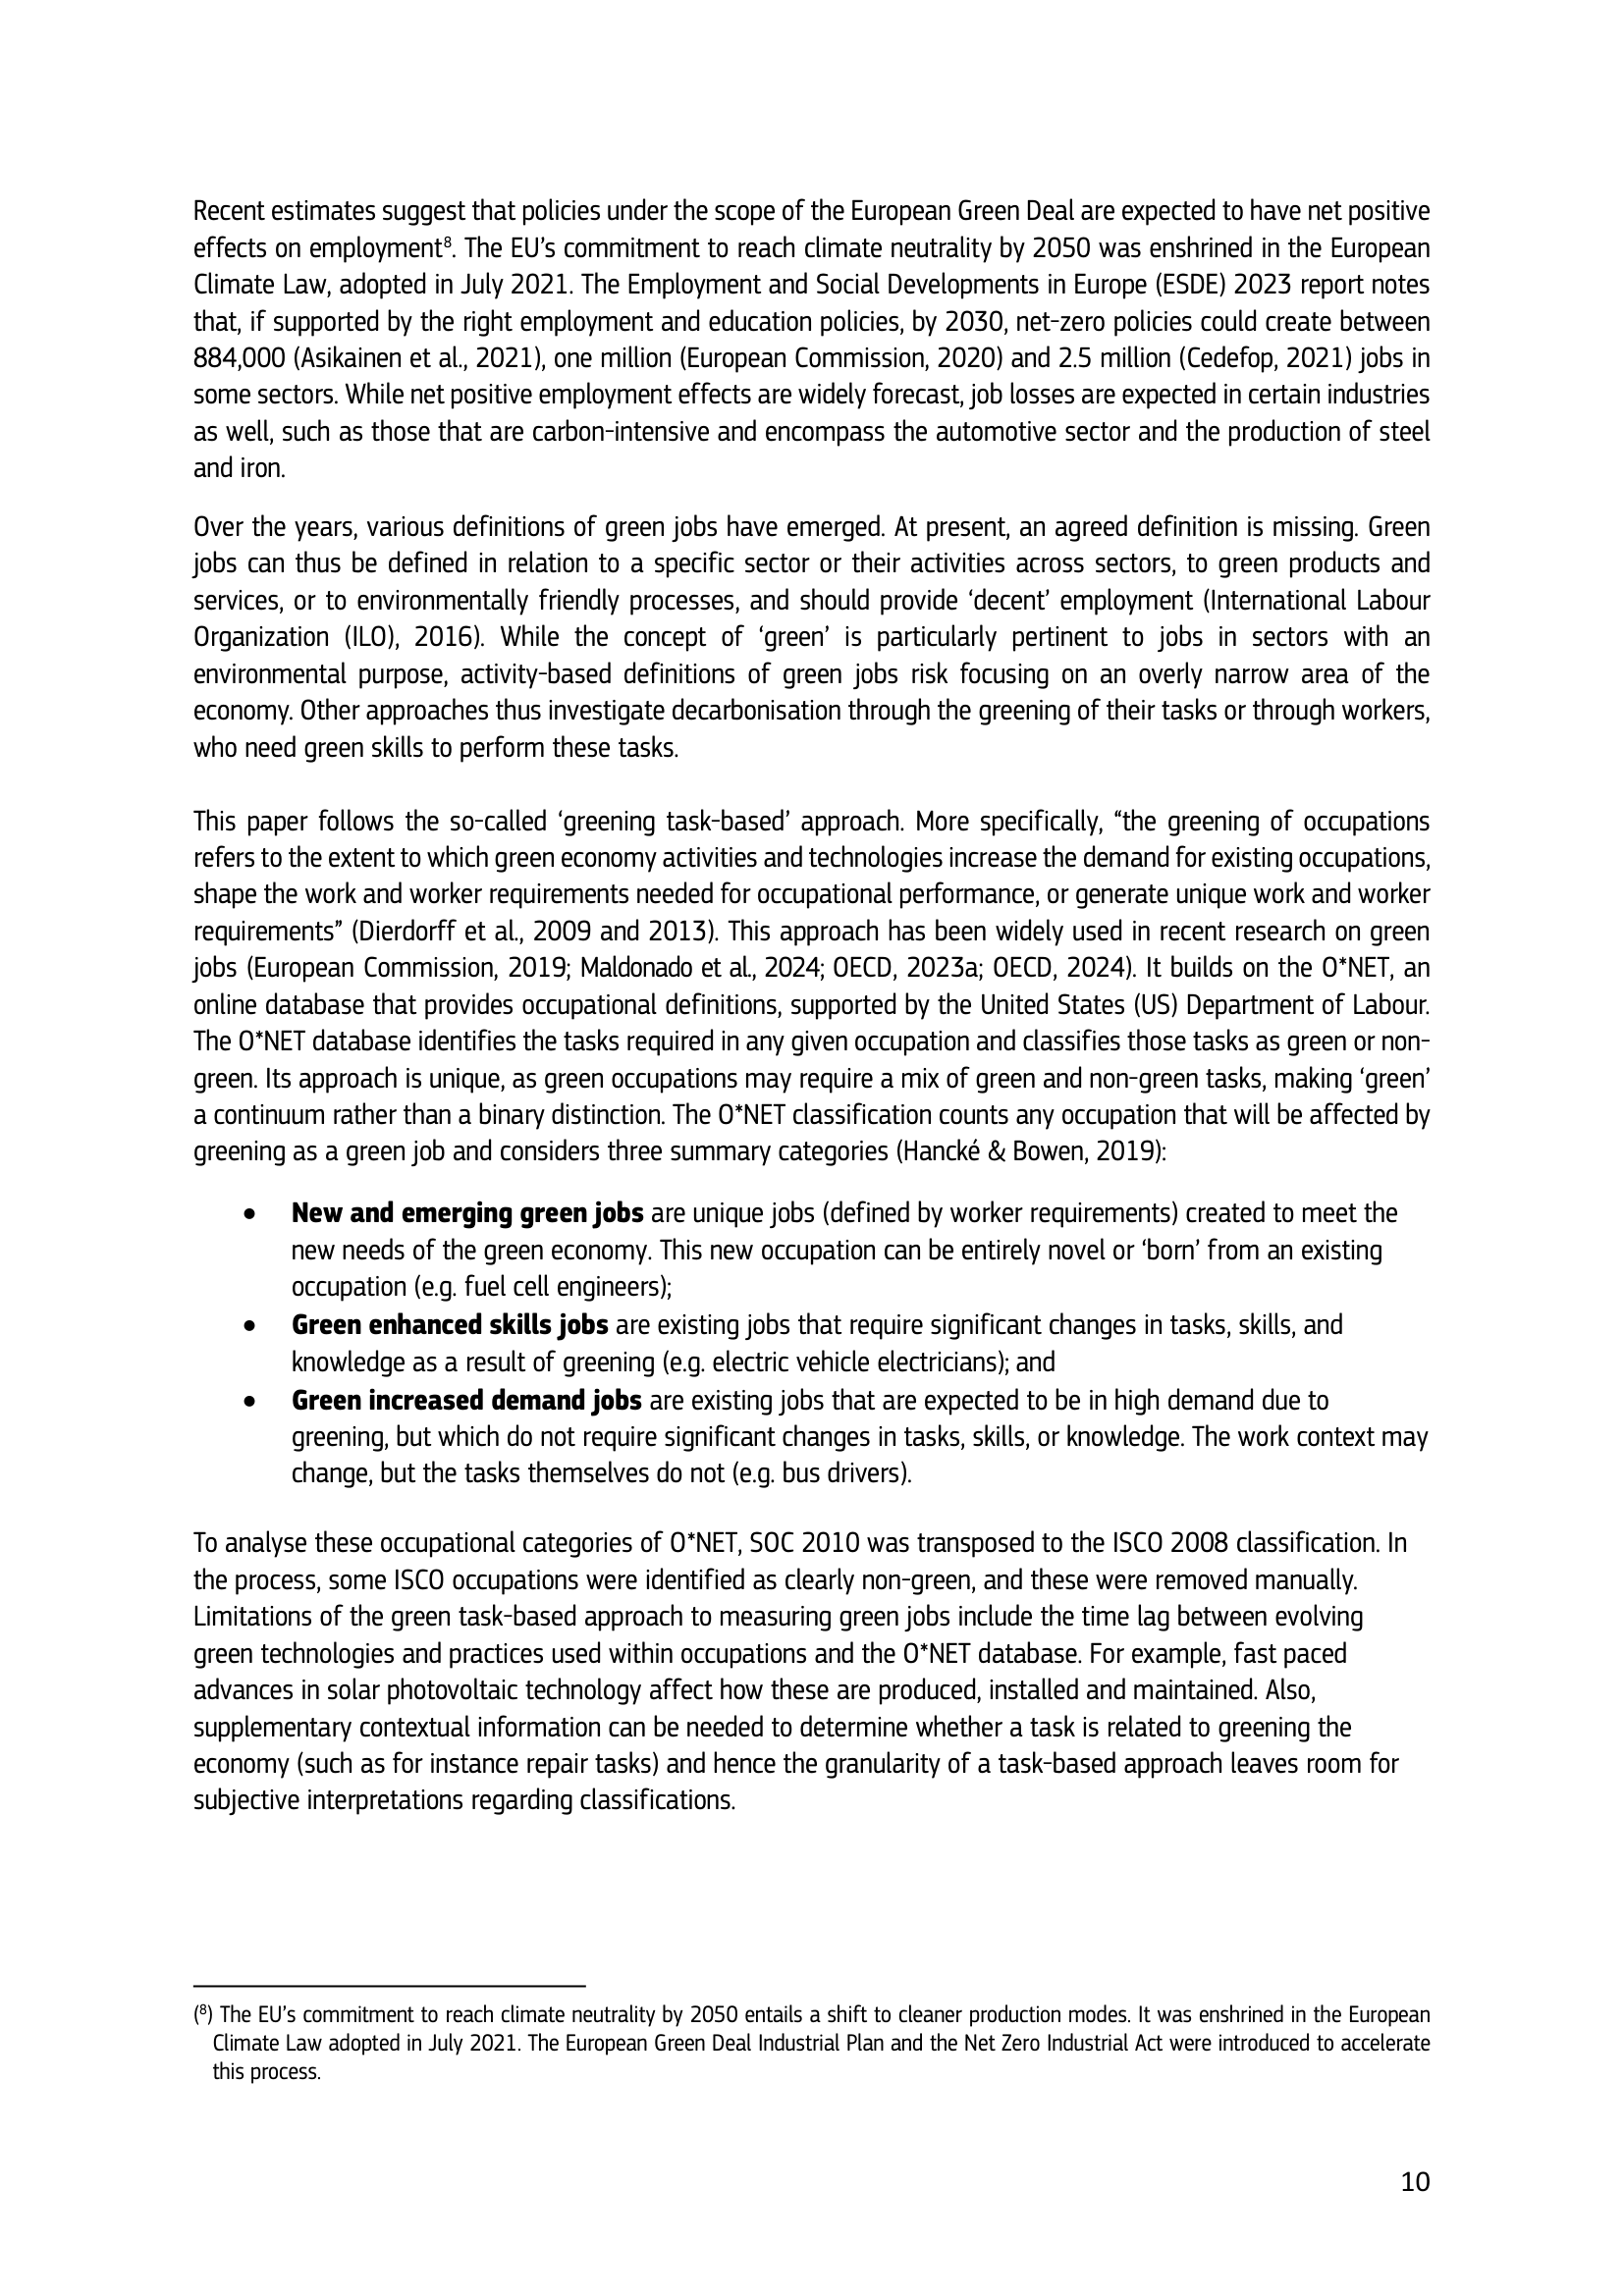 Recent estimates suggest that policies under the scope of the European Green Deal are expected to have net positive
effects on employment⁸. The EU’s commitment to reach climate neutrality by 2050 was enshrined in the European
Climate Law, adopted in July 2021. The Employment and Social Developments in Europe (ESDE) 2023 report notes
that, if supported by the right employment and education policies, by 2030, net-zero policies could create between
884,000 (Asikainen et al., 2021), one million (European Commission, 2020) and 2.5 million (Cedefop, 2021) jobs in
some sectors. While net positive employment effects are widely forecast, job losses are expected in certain industries
as well, such as those that are carbon-intensive and encompass the automotive sector and the production of steel
and iron.
Over the years, various definitions of green jobs have emerged. At present, an agreed definition is missing. Green
jobs can thus be defined in relation to a specific sector or their activities across sectors, to green products and
services, or to environmentally friendly processes, and should provide ‘decent’ employment (International Labour
Organization (ILO), 2016). While the concept of ‘green’ is particularly pertinent to jobs in sectors with an
environmental purpose, activity-based definitions of green jobs risk focusing on an overly narrow area of the
economy. Other approaches thus investigate decarbonisation through the greening of their tasks or through workers,
who need green skills to perform these tasks.
This paper follows the so-called ‘greening task-based’ approach. More specifically, “the greening of occupations
refers to the extent to which green economy activities and technologies increase the demand for existing occupations,
shape the work and worker requirements needed for occupational performance, or generate unique work and worker
requirements” (Dierdorff et al., 2009 and 2013). This approach has been widely used in recent research on green
jobs (European Commission, 2019; Maldonado et al., 2024; OECD, 2023a; OECD, 2024). It builds on the O*NET, an
online database that provides occupational definitions, supported by the United States (US) Department of Labour.
The O*NET database identifies the tasks required in any given occupation and classifies those tasks as green or non-
green. Its approach is unique, as green occupations may require a mix of green and non-green tasks, making ‘green’
a continuum rather than a binary distinction. The O*NET classification counts any occupation that will be affected by
greening as a green job and considers three summary categories (Hancké & Bowen, 2019):
• New and emerging green jobs are unique jobs (defined by worker requirements) created to meet the
new needs of the green economy. This new occupation can be entirely novel or ‘born’ from an existing
occupation (e.g. fuel cell engineers);
• Green enhanced skills jobs are existing jobs that require significant changes in tasks, skills, and
knowledge as a result of greening (e.g. electric vehicle electricians); and
• Green increased demand jobs are existing jobs that are expected to be in high demand due to
greening, but which do not require significant changes in tasks, skills, or knowledge. The work context may
change, but the tasks themselves do not (e.g. bus drivers).
To analyse these occupational categories of O*NET, SOC 2010 was transposed to the ISCO 2008 classification. In
the process, some ISCO occupations were identified as clearly non-green, and these were removed manually.
Limitations of the green task-based approach to measuring green jobs include the time lag between evolving
green technologies and practices used within occupations and the O*NET database. For example, fast paced
advances in solar photovoltaic technology affect how these are produced, installed and maintained. Also,
supplementary contextual information can be needed to determine whether a task is related to greening the
economy (such as for instance repair tasks) and hence the granularity of a task-based approach leaves room for
subjective interpretations regarding classifications.
(⁸) The EU’s commitment to reach climate neutrality by 2050 entails a shift to cleaner production modes. It was enshrined in the European
Climate Law adopted in July 2021. The European Green Deal Industrial Plan and the Net Zero Industrial Act were introduced to accelerate
this process.
10